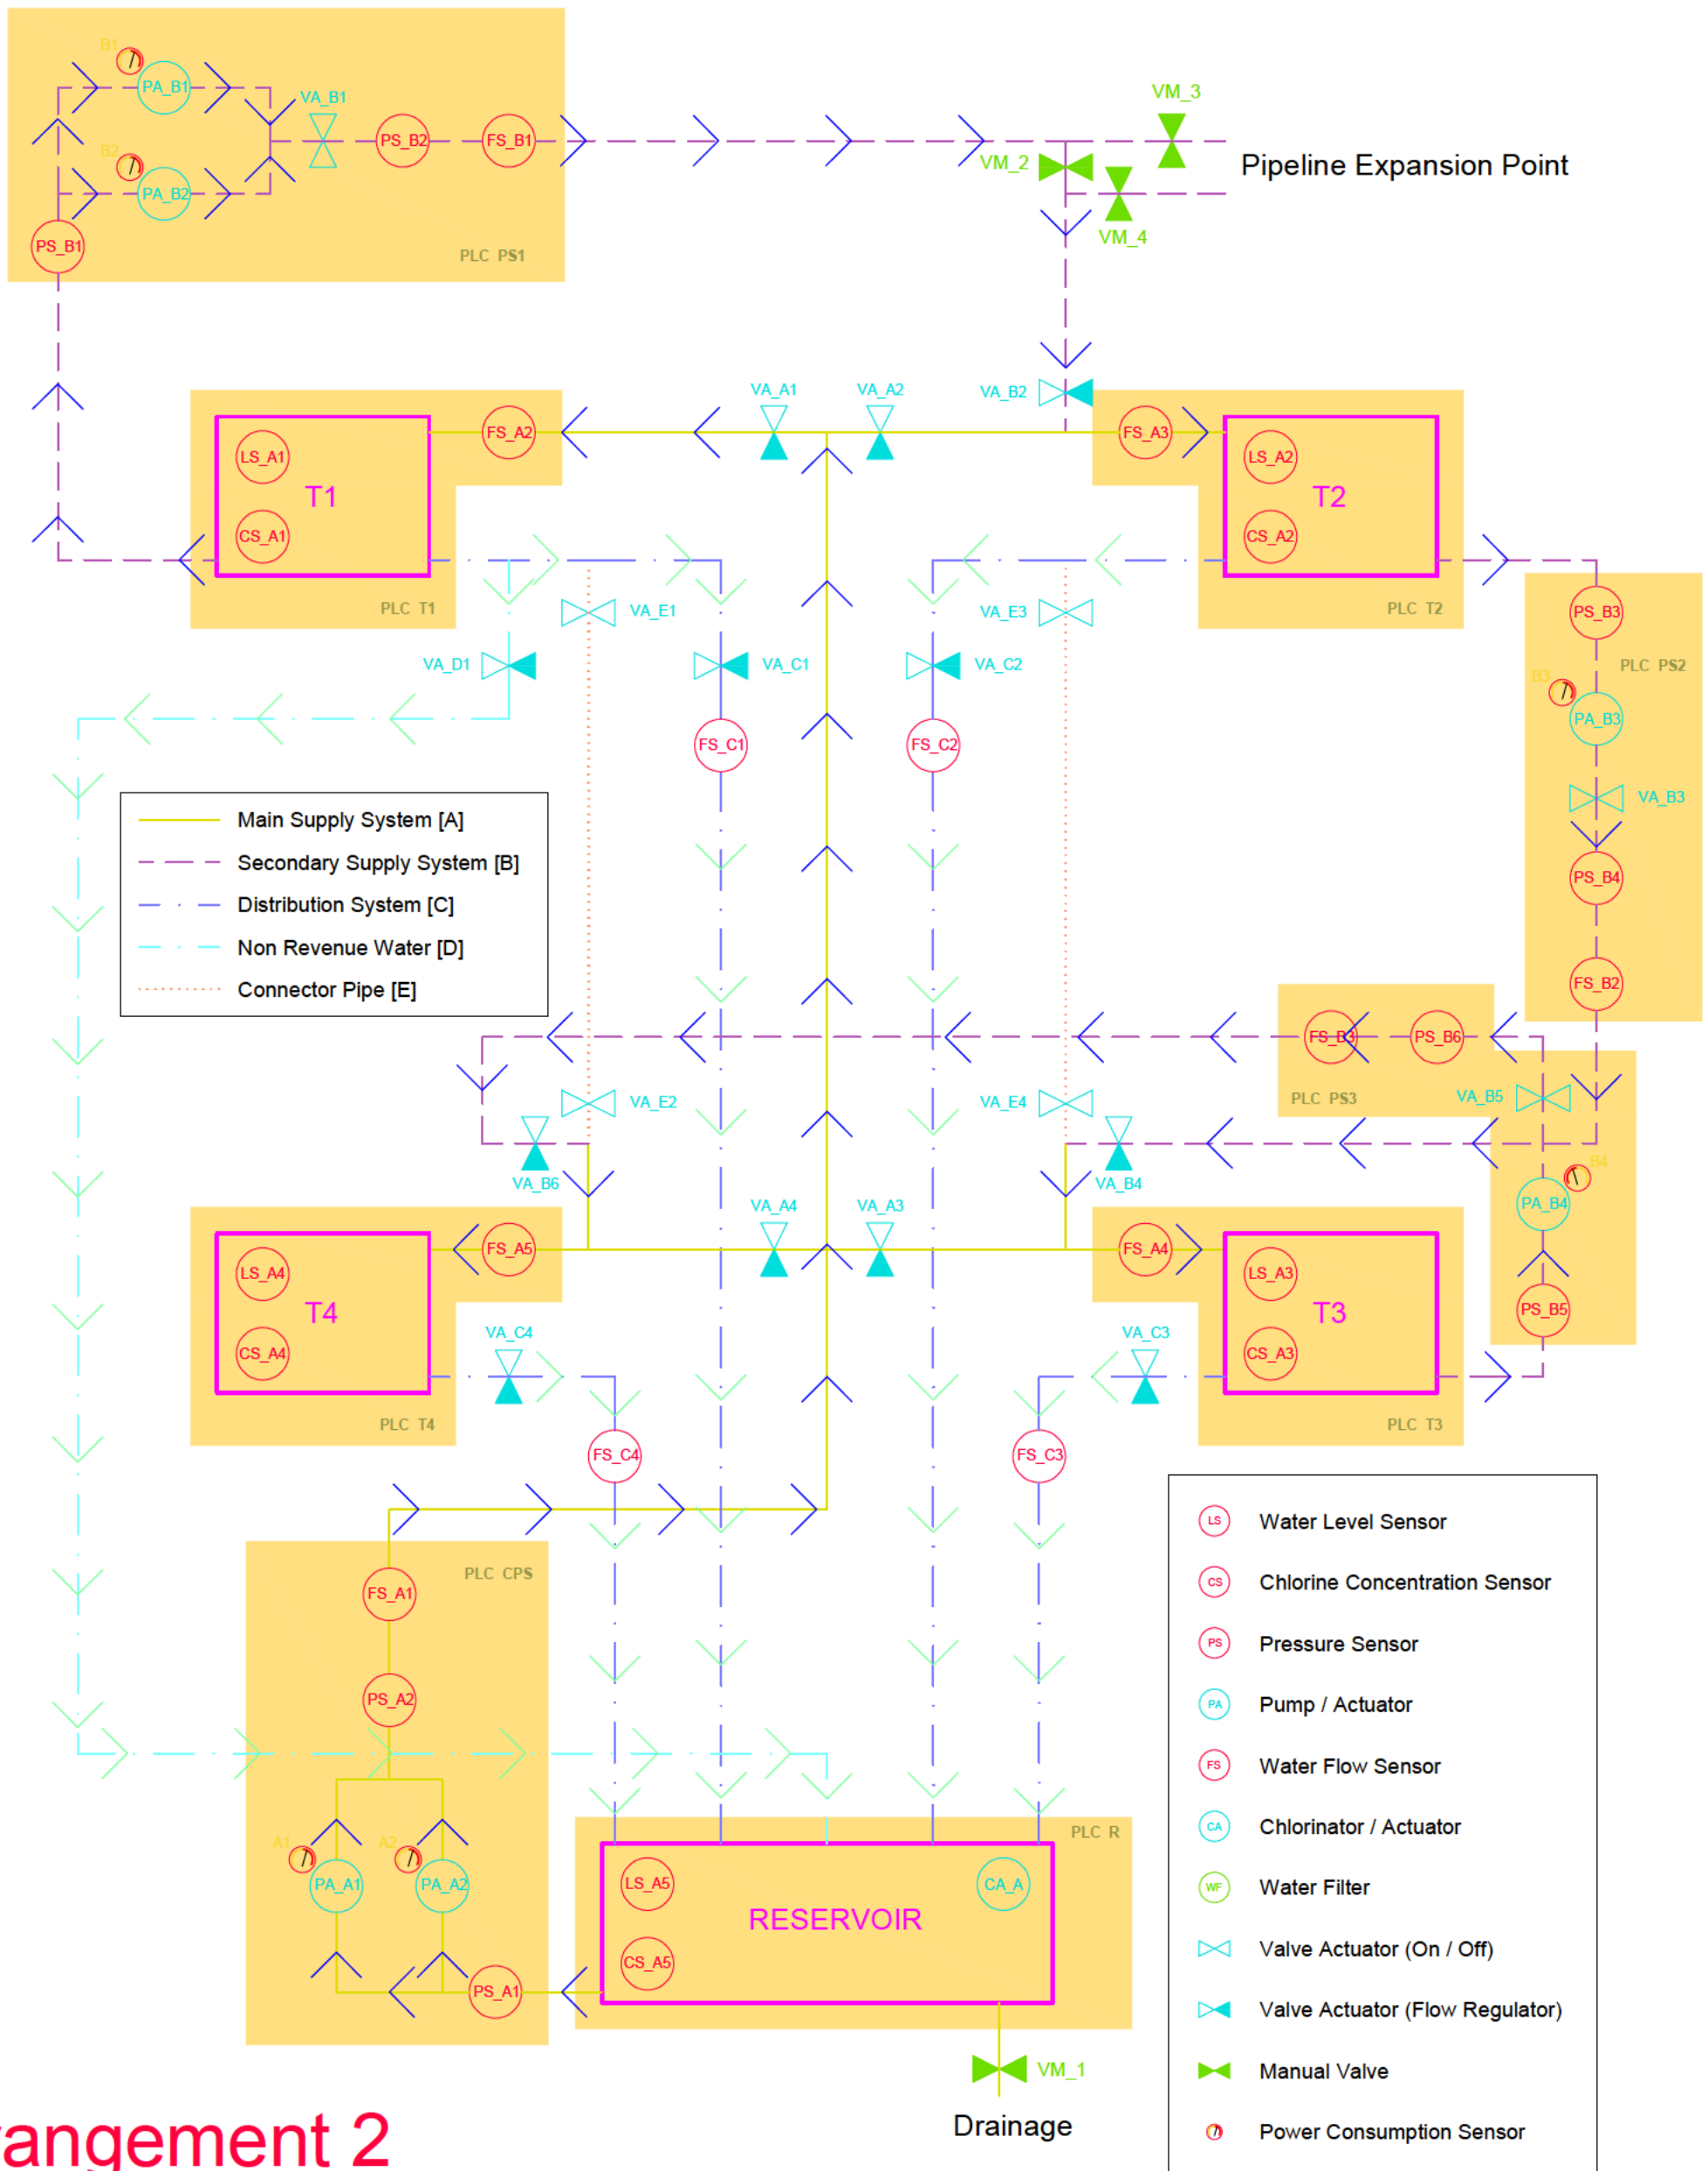 B1
PA_B1
VA_B1
PS_B2
FS_B1
B2
PA_B2
PS_B1
PLC PS1
VM_3
VM_2
Pipeline Expansion Point
VM_4
VA_A1
VA_A2
VA_B2
FS_A2
FS_A3
LS_A1
T1
CS_A1
PLC T1
LS_A2
T2
CS_A2
PLC T2
VA_E1
VA_E3
PS_B3
VA_D1
VA_C1
VA_C2
PLC PS2
B3
PA_B3
FS_C1
FS_C2
VA_B3
Main Supply System [A]
Secondary Supply System [B]
Distribution System [C]
Non Revenue Water [D]
Connector Pipe [E]
PS_B4
FS_B2
FS_B3
PS_B6
PLC PS3
VA_B5
VA_E2
VA_E4
VA_B6
VA_B4
B4
PA_B4
VA_A4
VA_A3
FS_A5
FS_A4
LS_A4
T4
CS_A4
PLC T4
LS_A3
T3
CS_A3
PLC T3
PS_B5
VA_C4
VA_C3
FS_C4
FS_C3
PLC CPS
FS_A1
PS_A2
A1
PA_A1
A2
PA_A2
PS_A1
PLC R
LS_A5
CA_A
RESERVOIR
CS_A5
VM_1
Drainage
LS Water Level Sensor
CS Chlorine Concentration Sensor
PS Pressure Sensor
PA Pump / Actuator
FS Water Flow Sensor
CA Chlorinator / Actuator
WF Water Filter
Valve Actuator (On / Off)
Valve Actuator (Flow Regulator)
Manual Valve
Power Consumption Sensor
angement 2